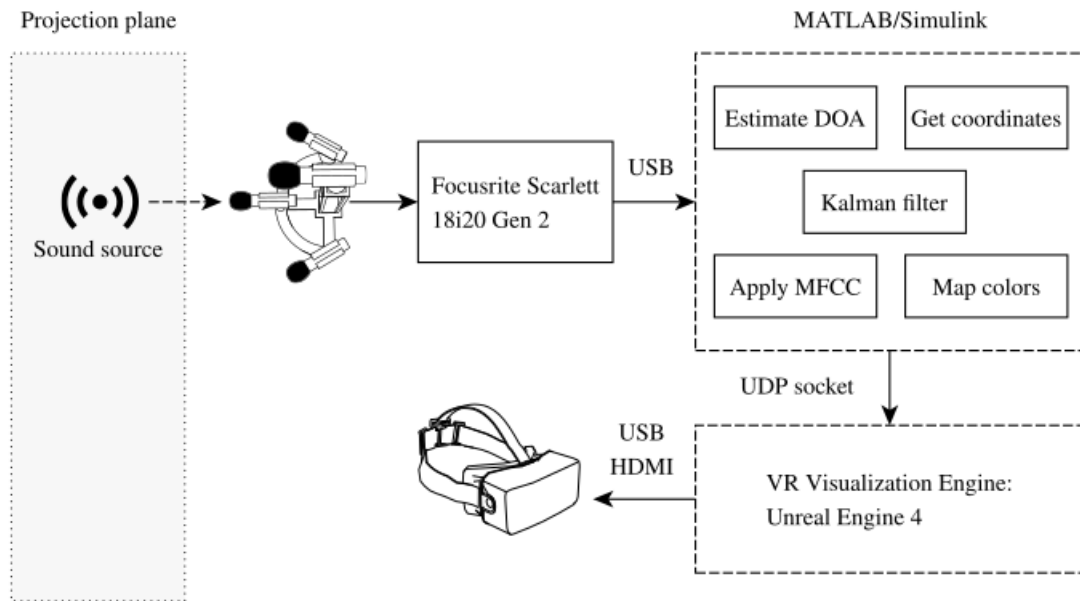 Projection plane
MATLAB/Simulink
Estimate DOA
Get coordinates
Focusrite Scarlett
18i20 Gen 2
USB
Kalman filter
Sound source
Apply MFCC
Map colors
UDP socket
USB
HDMI
VR Visualization Engine:
Unreal Engine 4